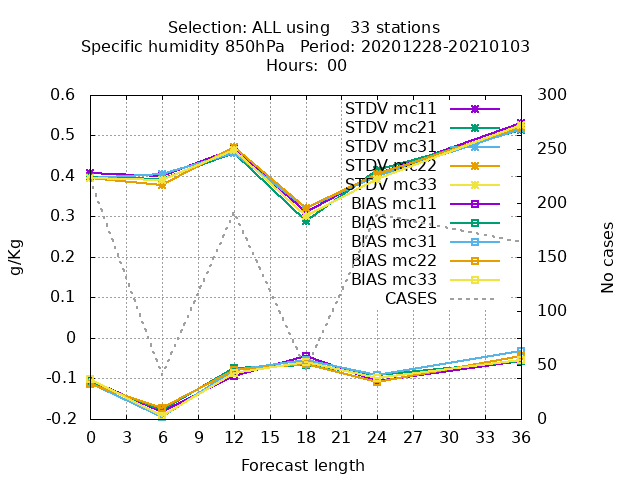 Selection: ALL using    33 stations
Specific humidity 850hPa   Period: 20201228-20210103
Hours: 00
g/Kg
0.6
0.5
0.4
0.3
0.2
0.1
0
-0.1
-0.2
STDV mc11
STDV mc21
STDV mc31
STDV mc22
STDV mc33
BIAS mc11
BIAS mc21
BIAS mc31
BIAS mc22
BIAS mc33
CASES
300
250
200
150
100
50
0
No cases
0 3 6 9 12 15 18 21 24 27 30 33 36
Forecast length